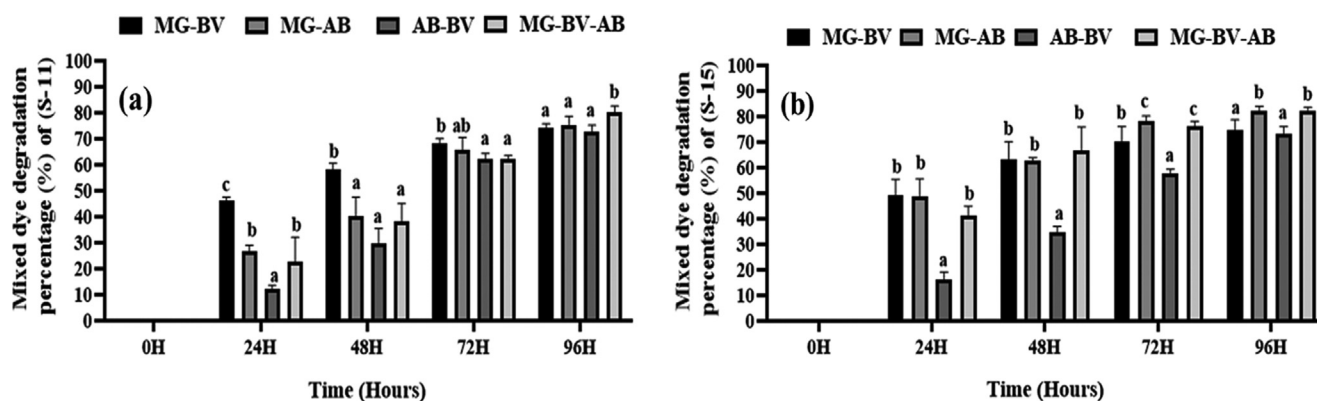 MG-BV MG-AB AB-BV MG-BV-AB
Mixed dye degradation
percentage (%) of (S-11)
100
90
80
70
60
50
40
30
20
10
0
(a)
c b a b
b a a a
b ab a a
a a a b
0H 24H 48H 72H 96H
Time (Hours)
MG-BV MG-AB AB-BV MG-BV-AB
Mixed dye degradation
percentage (%) of (S-15)
100
90
80
70
60
50
40
30
20
10
0
(b)
b b a b
b b a b
b c a c
a b a b
0H 24H 48H 72H 96H
Time (Hours)